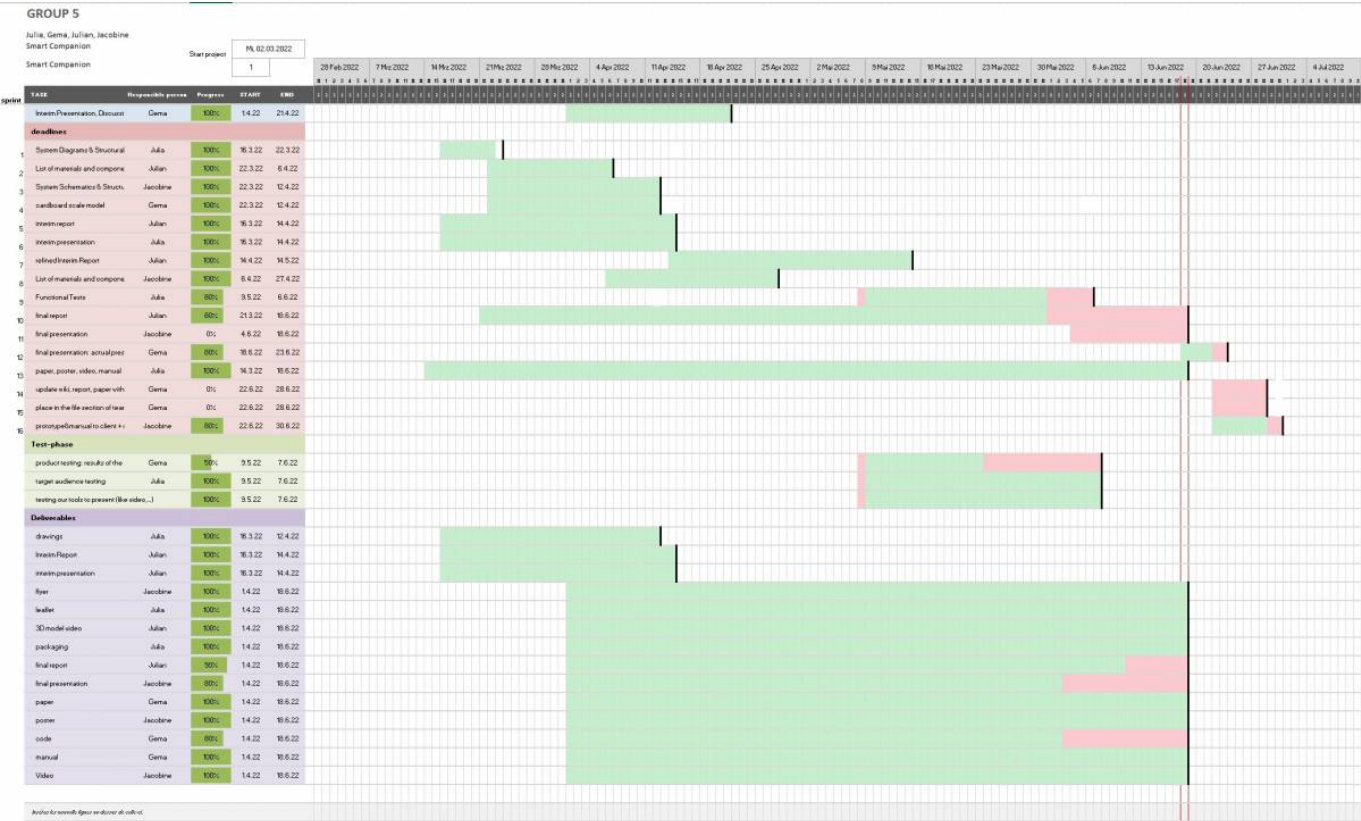 GROUP 5
Julia, Gema, Julian, Jacobine
Smart Companion
Start project Mi, 02.03.2022
Smart Companion
1
28 Feb 2022 7 Mrz 2022 14 Mrz 2022 21 Mrz 2022 28 Mrz 2022 4 Apr 2022 11 Apr 2022 18 Apr 2022 25 Apr 2022 2 Mai 2022 9 Mai 2022 16 Mai 2022 23 Mai 2022 30 Mai 2022 6 Jun 2022 13 Jun 2022 20 Jun 2022 27 Jun 2022 4 Jul 2022
sprint TASK Responsible person Progress START END
Interim Presentation, Discussi Gema 100% 1.4.22 21.4.22
deadlines
1 System Diagrams & Structural Julia 100% 16.3.22 22.3.22
2 List of materials and compone Julian 100% 22.3.22 6.4.22
3 System Schematics & Structu Jacobine 100% 22.3.22 12.4.22
4 cardboard scale model Gema 100% 22.3.22 12.4.22
5 interim report Julian 100% 16.3.22 14.4.22
6 interim presentation Julia 100% 16.3.22 14.4.22
7 refined Interim Report Julian 100% 14.4.22 14.5.22
8 List of materials and compone Jacobine 100% 6.4.22 27.4.22
9 Functional Tests Julia 80% 9.5.22 6.6.22
10 final report Julian 80% 21.3.22 18.6.22
11 final presentation Jacobine 0% 4.6.22 18.6.22
12 final presentation: actual pres Gema 80% 18.6.22 23.6.22
13 paper, poster, video, manual Julia 100% 14.3.22 18.6.22
14 update wiki, report, paper with Gema 0% 22.6.22 28.6.22
15 place in the file section of tear Gema 0% 22.6.22 28.6.22
16 prototype&manual to client + Jacobine 80% 22.6.22 30.6.22
Test-phase
product testing: results of the Gema 50% 9.5.22 7.6.22
target audience testing Julia 100% 9.5.22 7.6.22
testing our tools to present (like video,...) 100% 9.5.22 7.6.22
Deliverables
drawings Julia 100% 16.3.22 12.4.22
Interim Report Julian 100% 16.3.22 14.4.22
interim presentation Julian 100% 16.3.22 14.4.22
flyer Jacobine 100% 1.4.22 18.6.22
leaflet Julia 100% 1.4.22 18.6.22
3D model video Julian 100% 1.4.22 18.6.22
packaging Julia 100% 1.4.22 18.6.22
final report Julian 90% 1.4.22 18.6.22
final presentation Jacobine 80% 1.4.22 18.6.22
paper Gema 100% 1.4.22 18.6.22
poster Jacobine 100% 1.4.22 18.6.22
code Gema 80% 1.4.22 18.6.22
manual Gema 100% 1.4.22 18.6.22
Video Jacobine 100% 1.4.22 18.6.22